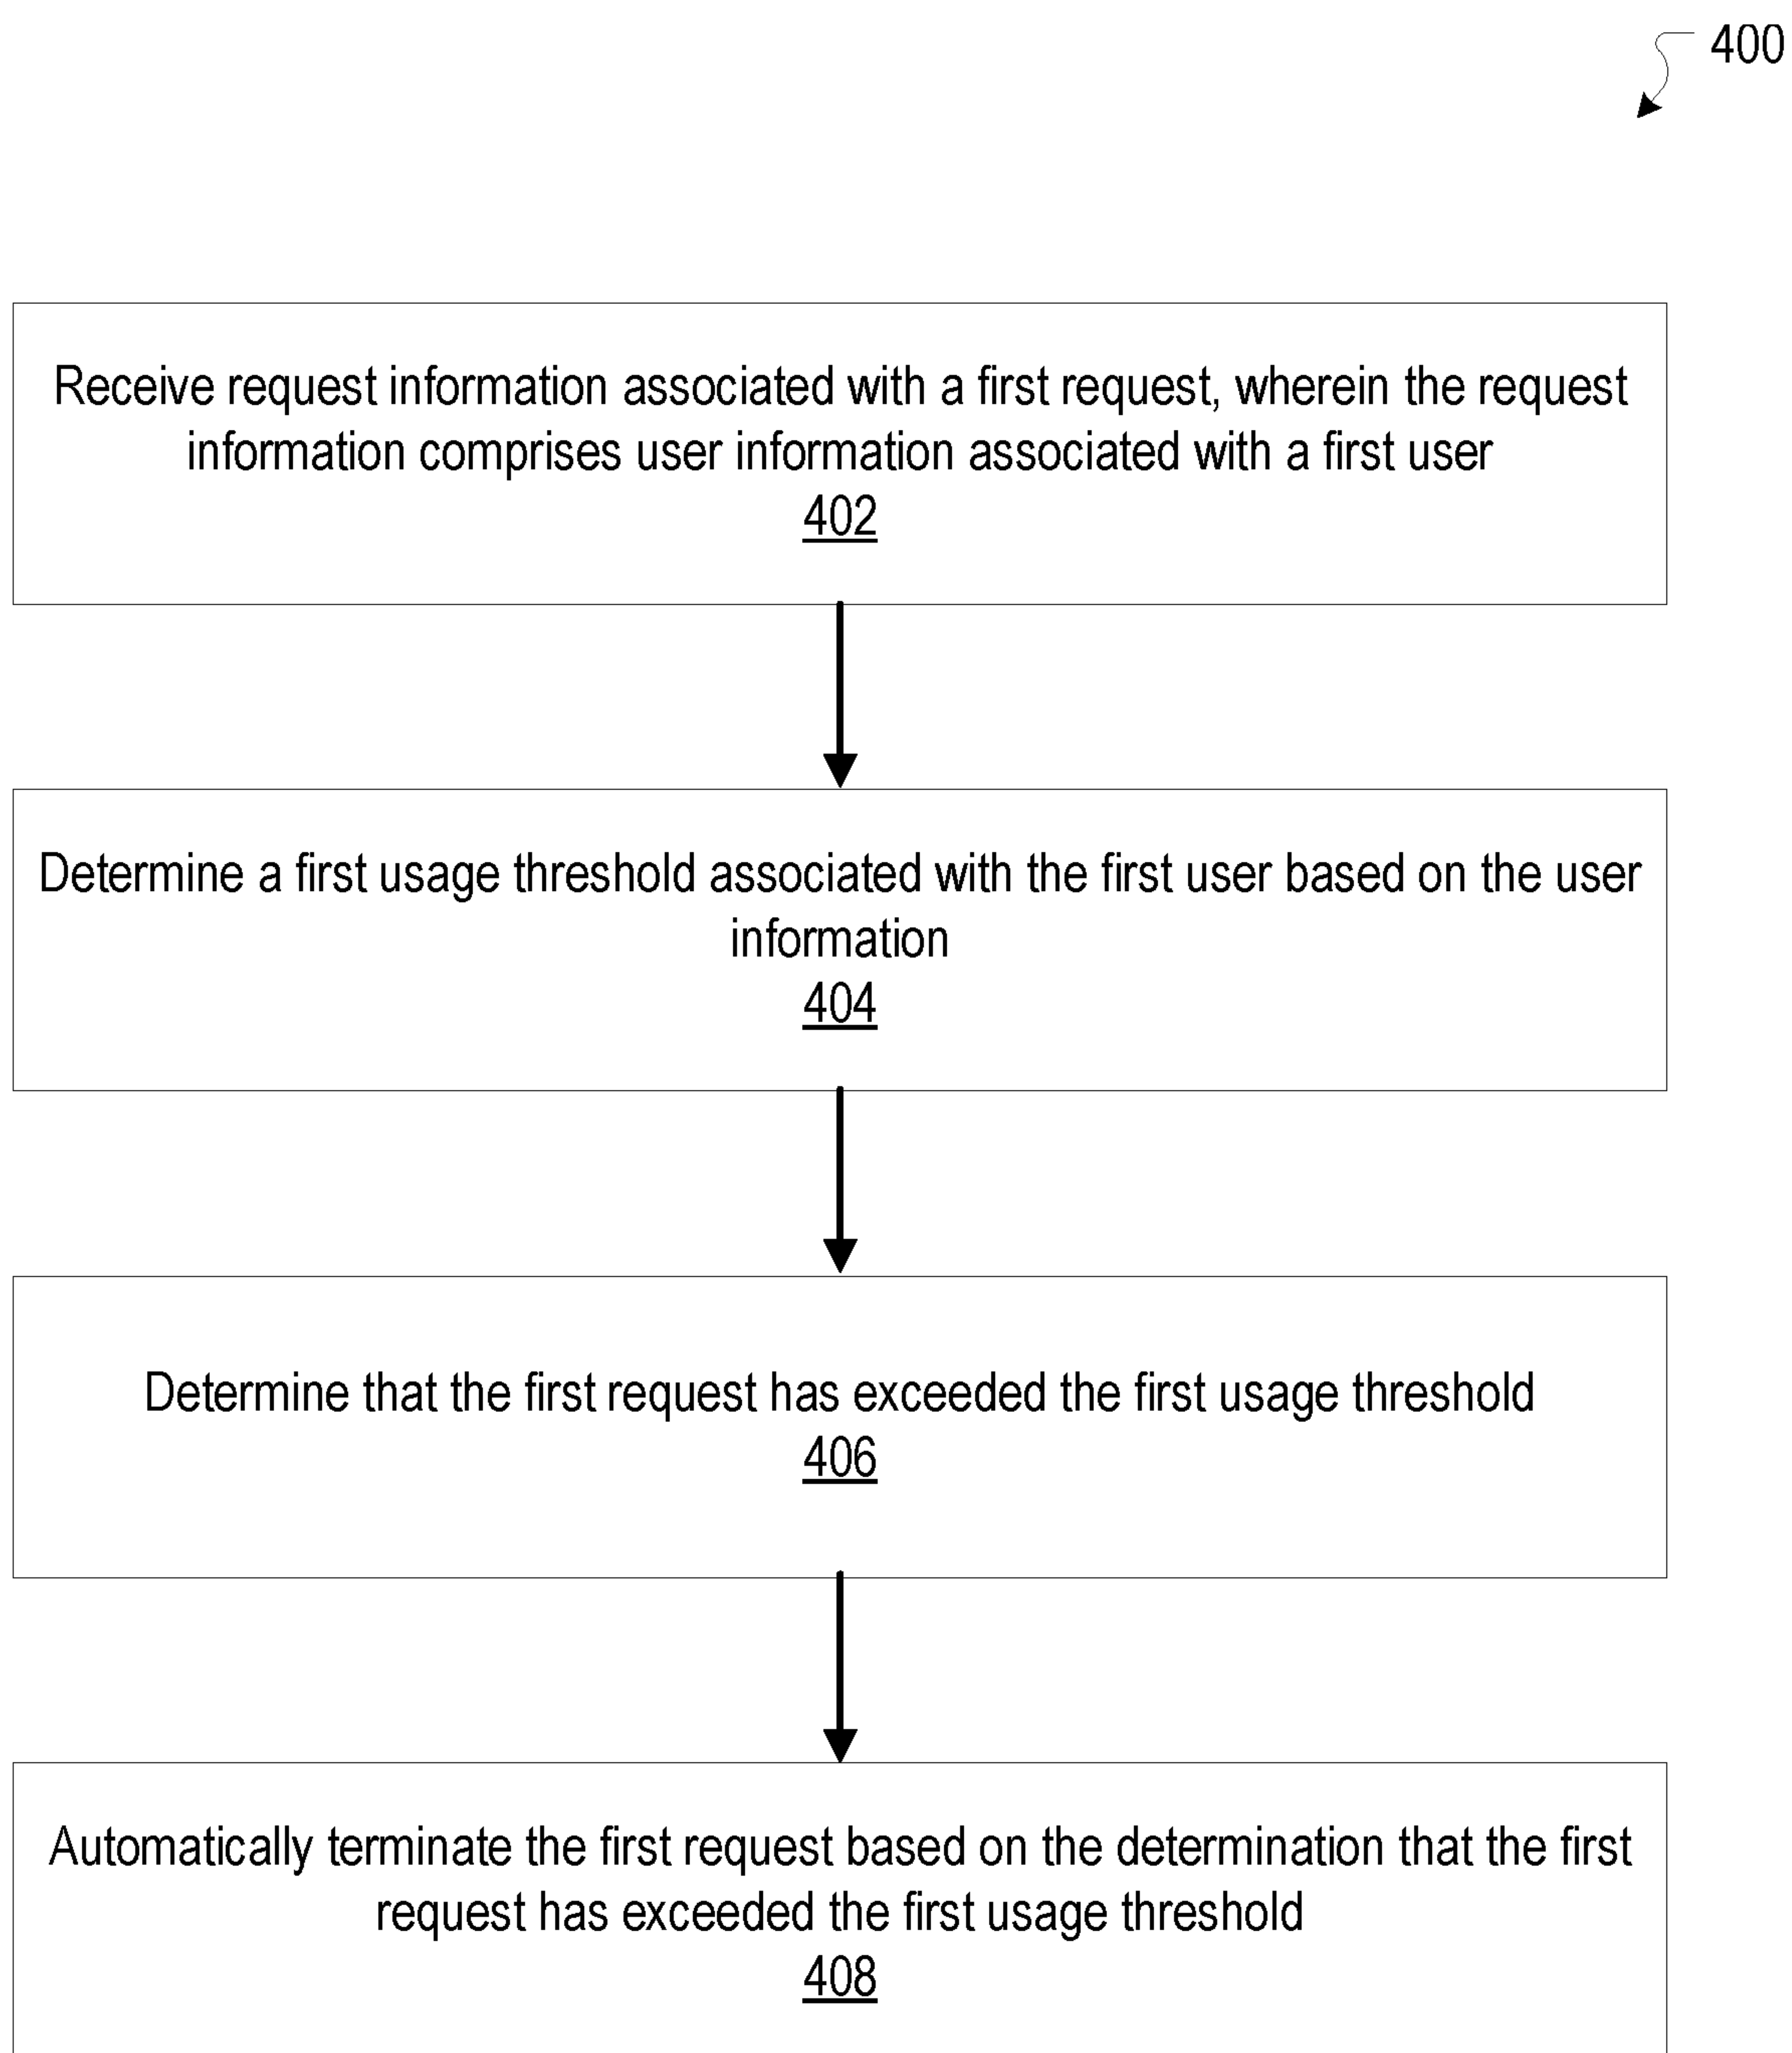 400
Receive request information associated with a first request, wherein the request
information comprises user information associated with a first user
402
Determine a first usage threshold associated with the first user based on the user
information
404
Determine that the first request has exceeded the first usage threshold
406
Automatically terminate the first request based on the determination that the first
request has exceeded the first usage threshold
408